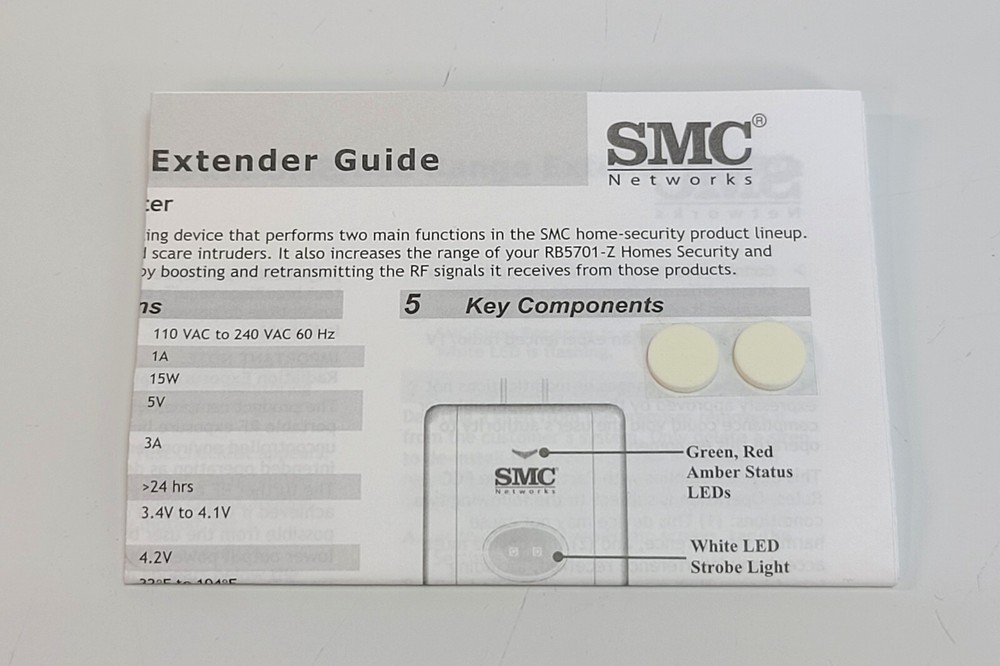 Extender Guide
SMC®
Networks
ter
ing device that performs two main functions in the SMC home-security product lineup.
scare intruders. It also increases the range of your RB5701-Z Homes Security and
by boosting and retransmitting the RF signals it receives from those products.
ns
110 VAC to 240 VAC 60 Hz
1A
15W
5V
3A
>24 hrs
3.4V to 4.1V
4.2V
32°F to 104°F
5 Key Components
SMC
Networks
Green, Red
Amber Status
LEDs
White LED
Strobe Light